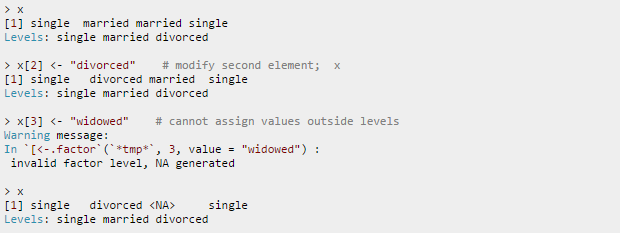 > x
[1] single  married married single
Levels: single married divorced
> x[2] <- "divorced"    # modify second element;  x
[1] single   divorced married  single
Levels: single married divorced
> x[3] <- "widowed"    # cannot assign values outside levels
Warning message:
In `[<-.factor`(`*tmp*`, 3, value = "widowed") :
 invalid factor level, NA generated
> x
[1] single   divorced <NA>     single
Levels: single married divorced